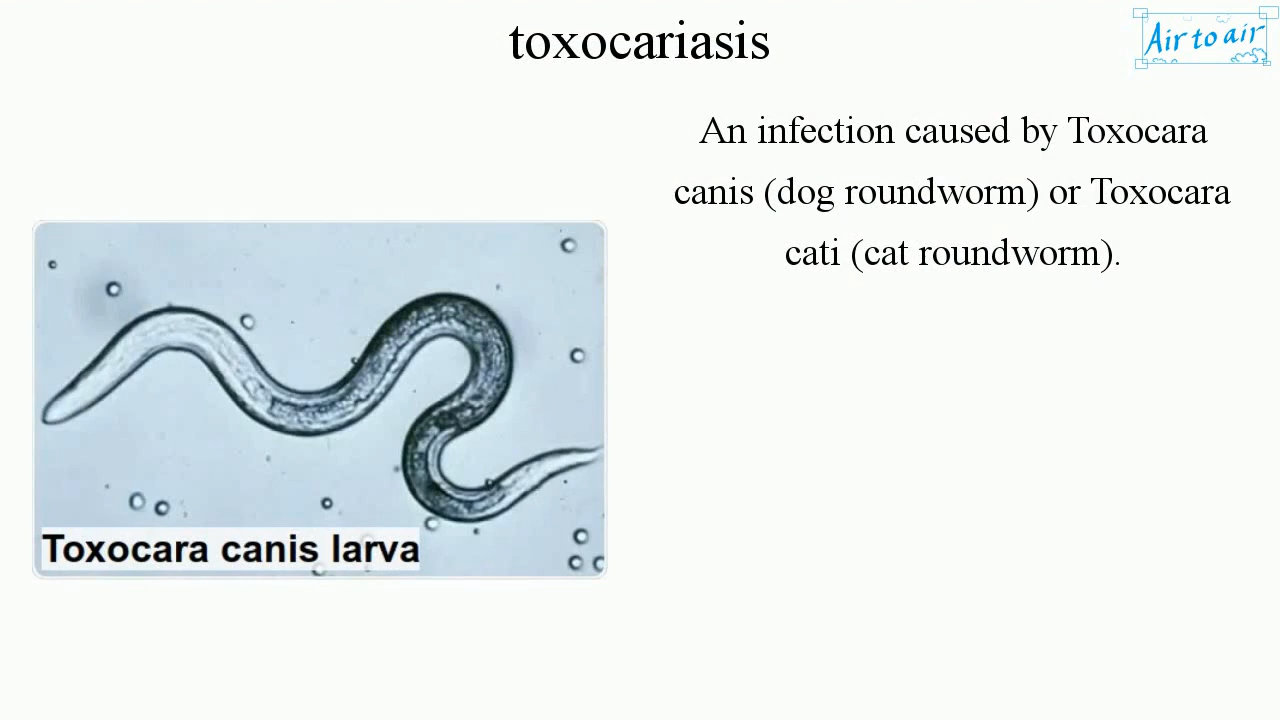 toxocariasis
Air to air
An infection caused by Toxocara
canis (dog roundworm) or Toxocara
cati (cat roundworm).
Toxocara canis larva